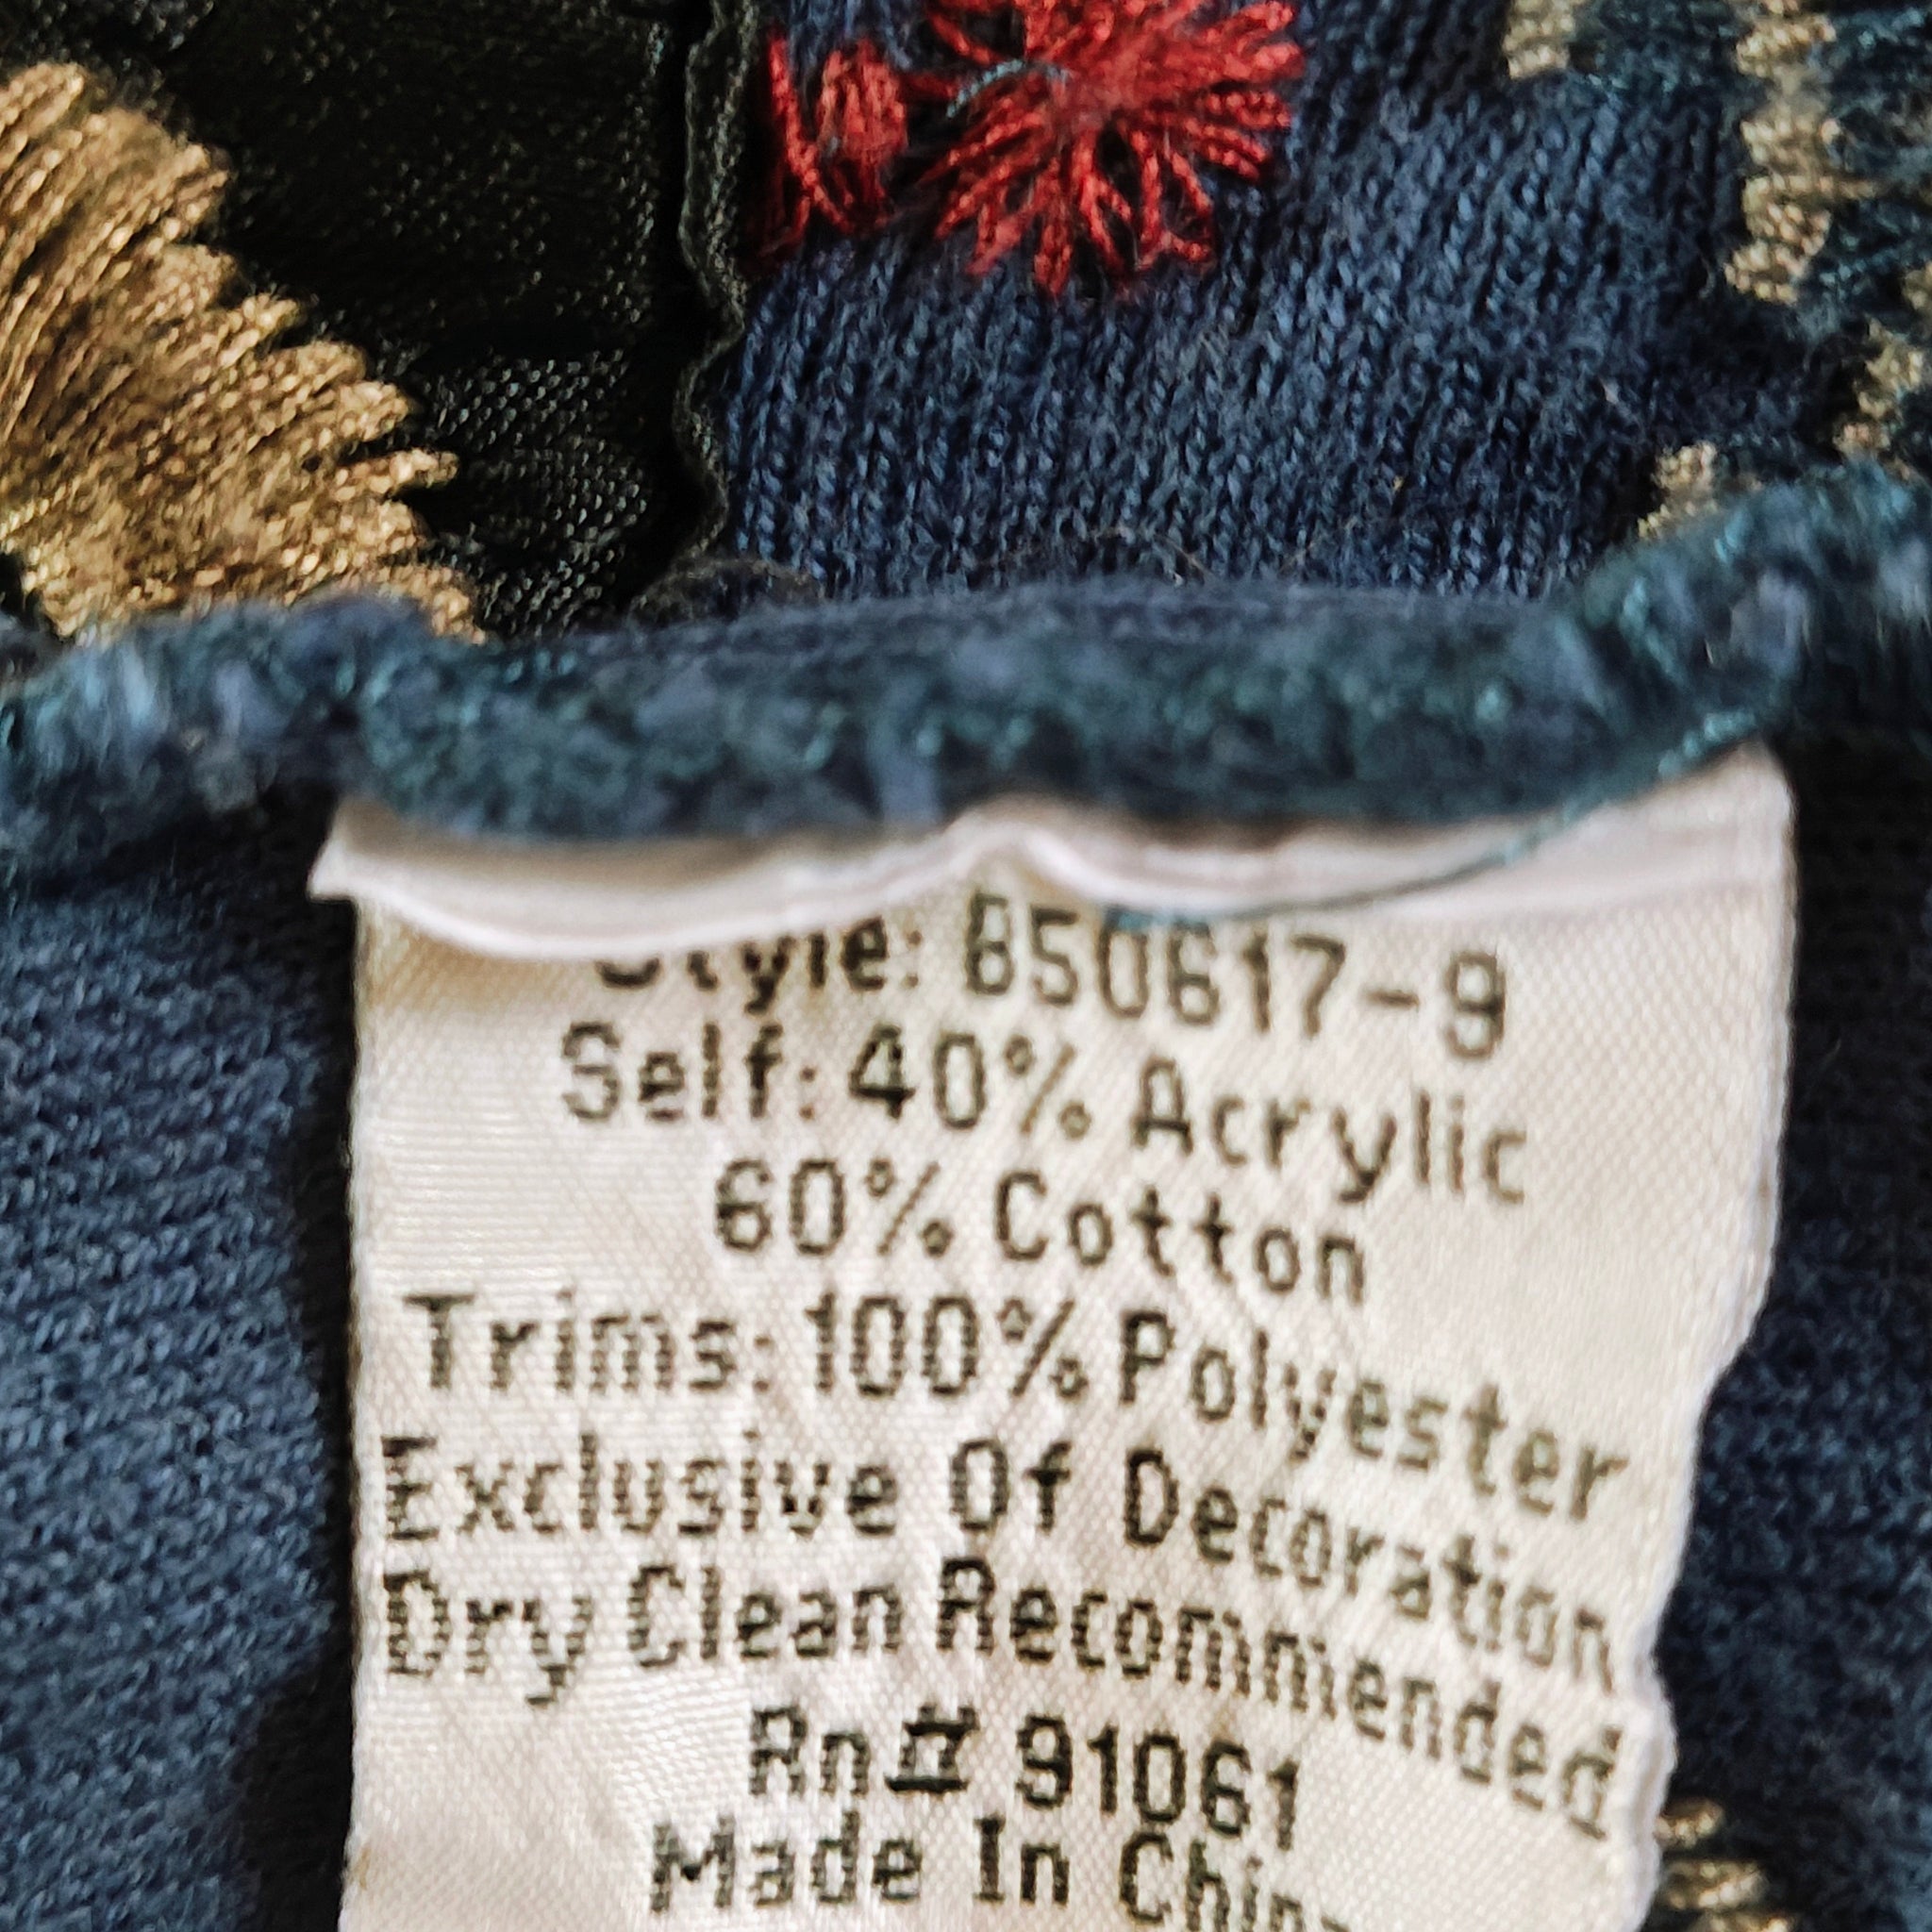 Style: 850617-9
Self: 40% Acrylic
60% Cotton
Trims: 100% Polyester
Exclusive Of Decoration
Dry Clean Recommended
Rn# 91061
Made In China